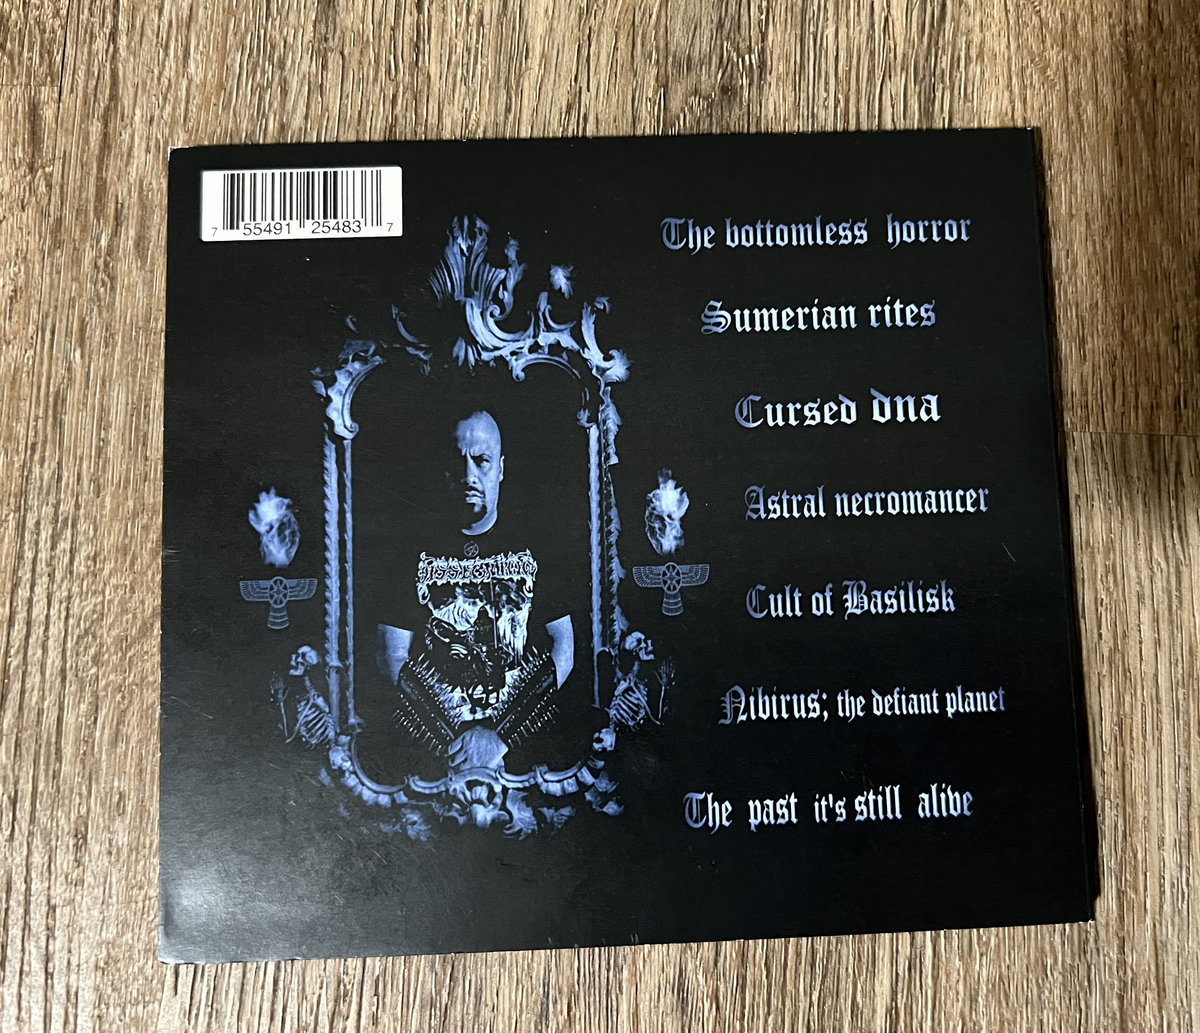 7 55491 25483 7
The bottomless horror
Sumerian rites
Cursed dna
Astral necromancer
Cult of Basilisk
Nibirus; the defiant planet
The past it's still alive
DISSECTION